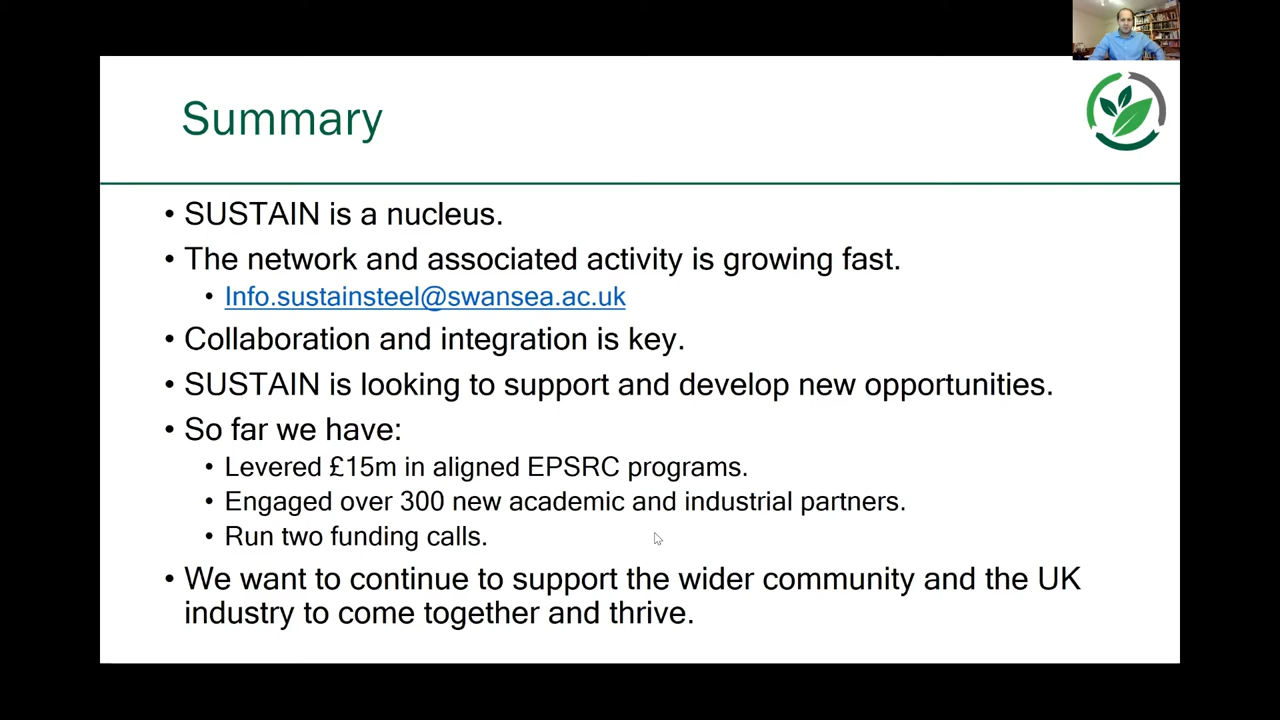 Summary
• SUSTAIN is a nucleus.
• The network and associated activity is growing fast.
• Info.sustainsteel@swansea.ac.uk
• Collaboration and integration is key.
• SUSTAIN is looking to support and develop new opportunities.
• So far we have:
• Levered £15m in aligned EPSRC programs.
• Engaged over 300 new academic and industrial partners.
• Run two funding calls.
• We want to continue to support the wider community and the UK
industry to come together and thrive.